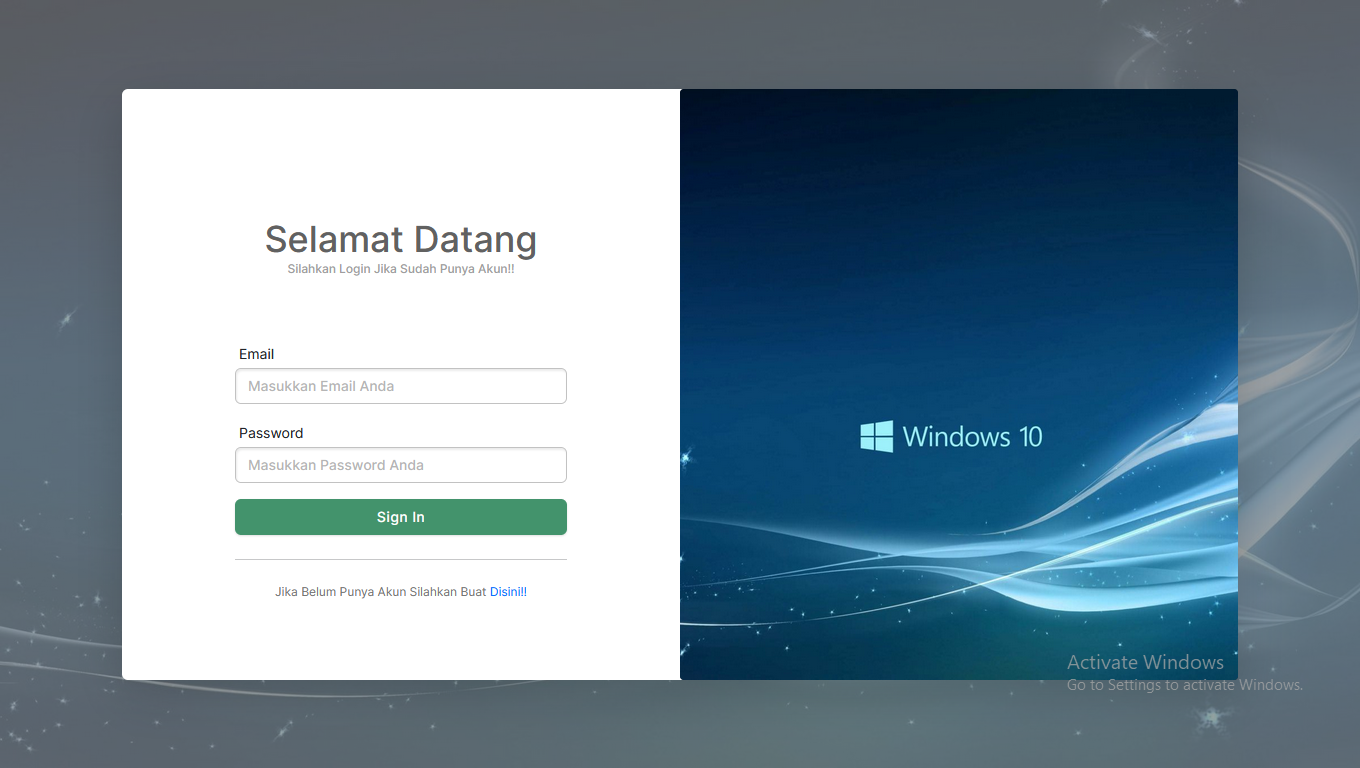 Selamat Datang
Silahkan Login Jika Sudah Punya Akun!!
Email
Masukkan Email Anda
Password
Masukkan Password Anda
Sign In
Jika Belum Punya Akun Silahkan Buat Disini!!
Windows 10
Activate Windows
Go to Settings to activate Windows.